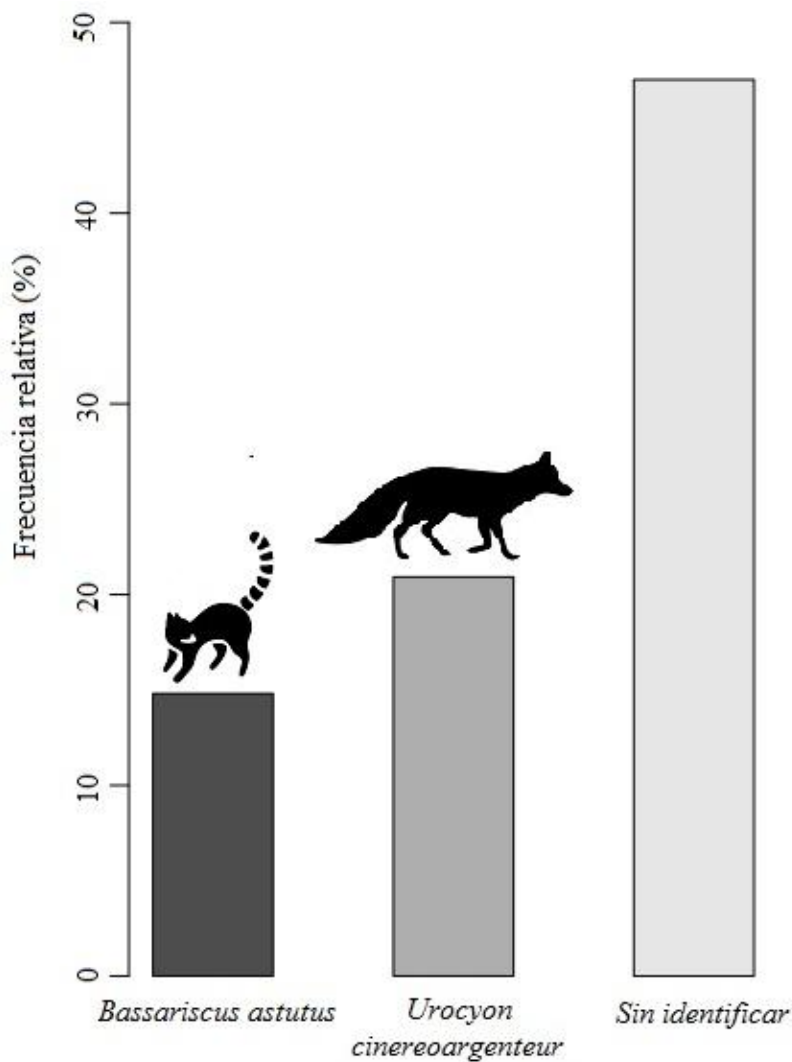 Frecuencia relativa (%)
50
40
30
20
10
0
Bassariscus astutus
Urocyon
cinereoargenteur
Sin identificar